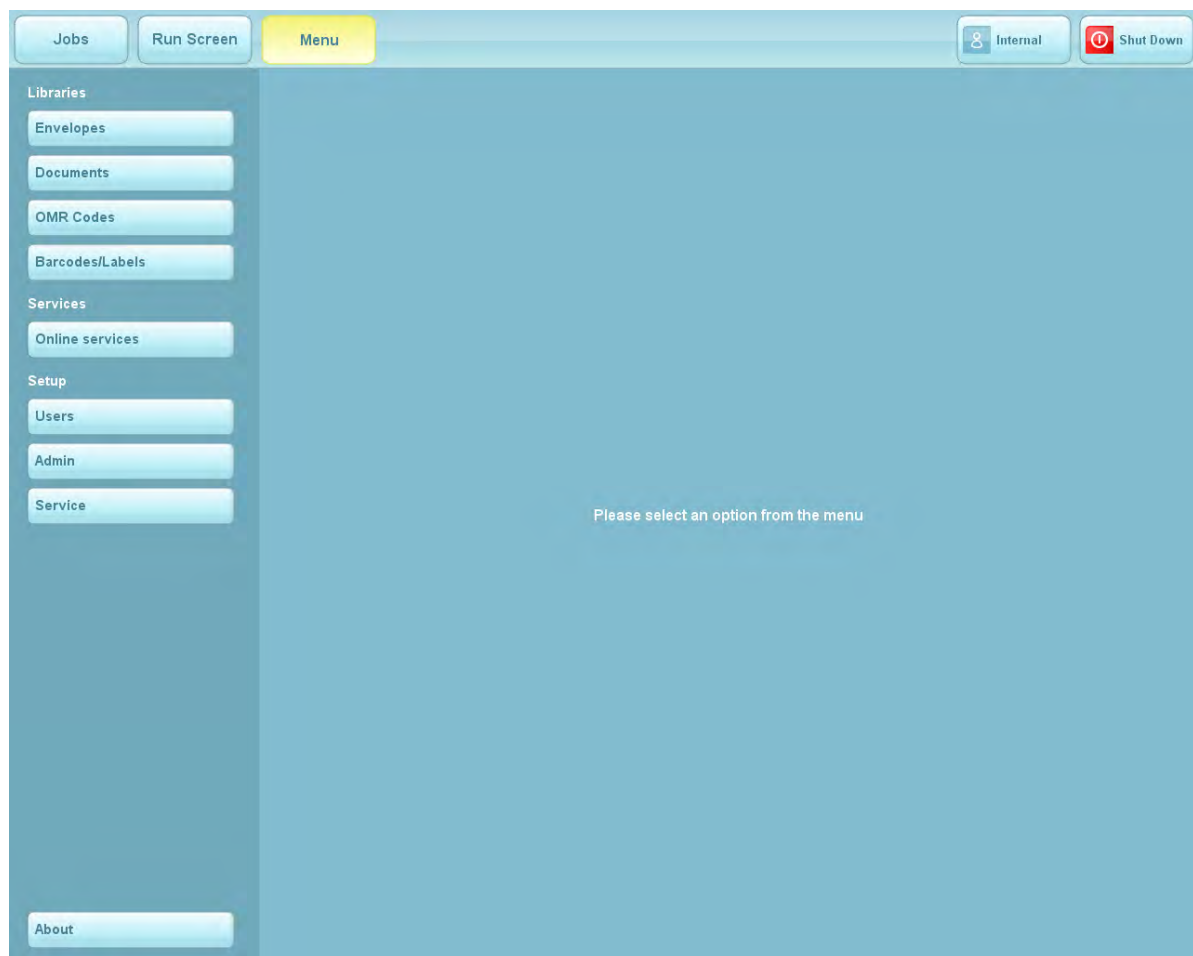 Jobs
Run Screen
Menu
Internal
Shut Down
Libraries
Envelopes
Documents
OMR Codes
Barcodes/Labels
Services
Online services
Setup
Users
Admin
Service
Please select an option from the menu
About